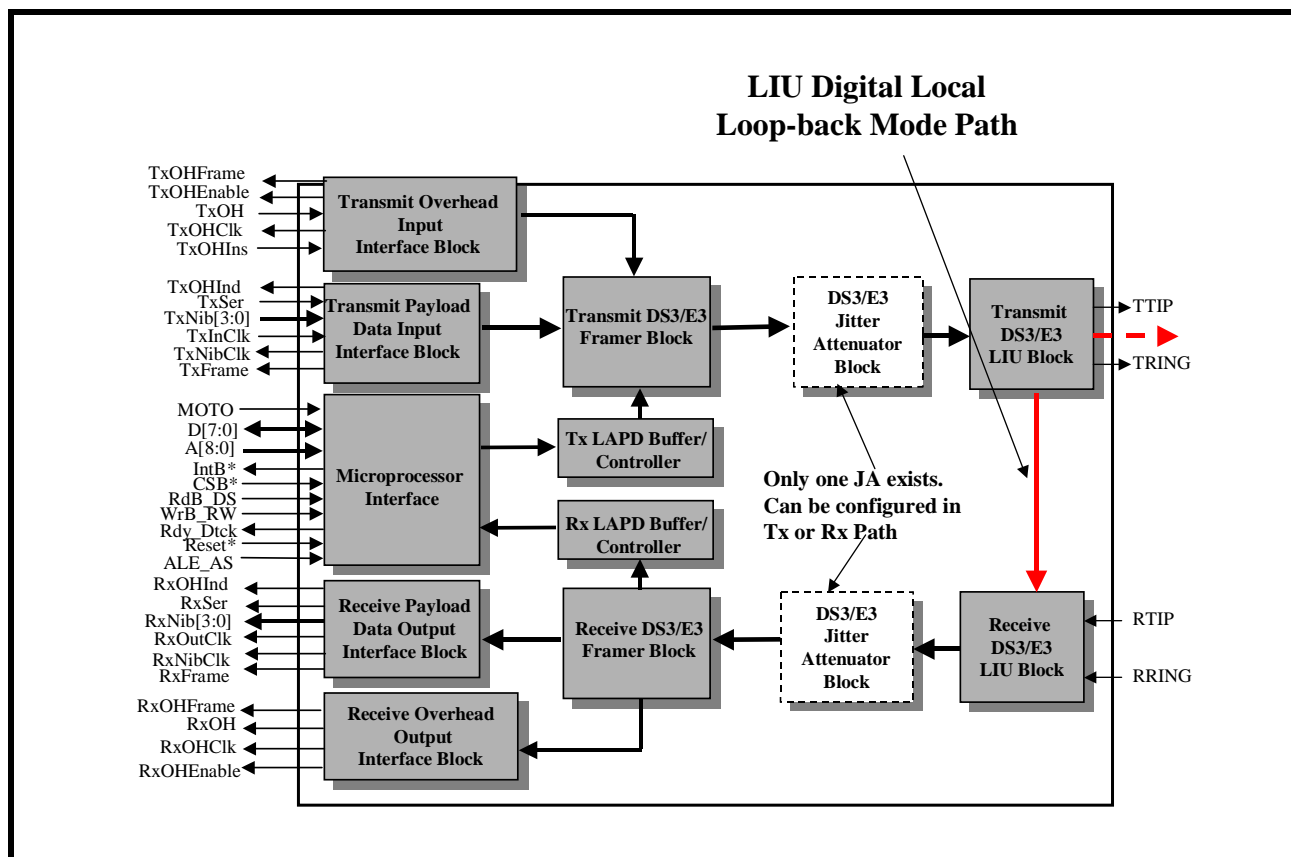 LIU Digital Local
Loop-back Mode Path
TxOHFrame
TxOHEnable
TxOH
TxOHClk
TxOHIns
Transmit Overhead
Input
Interface Block
TxOHInd
TxSer
TxNib[3:0]
TxInClk
TxNibClk
TxFrame
Transmit Payload
Data Input
Interface Block
Transmit DS3/E3
Framer Block
DS3/E3
Jitter
Attenuator
Block
Transmit
DS3/E3
LIU Block
TTIP
TRING
MOTO
D[7:0]
A[8:0]
IntB*
CSB*
RdB_DS
WrB_RW
Rdy_Dtck
Reset*
ALE_AS
Microprocessor
Interface
Tx LAPD Buffer/
Controller
Rx LAPD Buffer/
Controller
Only one JA exists.
Can be configured in
Tx or Rx Path
RxOHInd
RxSer
RxNib[3:0]
RxOutClk
RxNibClk
RxFrame
Receive Payload
Data Output
Interface Block
Receive DS3/E3
Framer Block
DS3/E3
Jitter
Attenuator
Block
Receive
DS3/E3
LIU Block
RTIP
RRING
RxOHFrame
RxOH
RxOHClk
RxOHEnable
Receive Overhead
Output
Interface Block